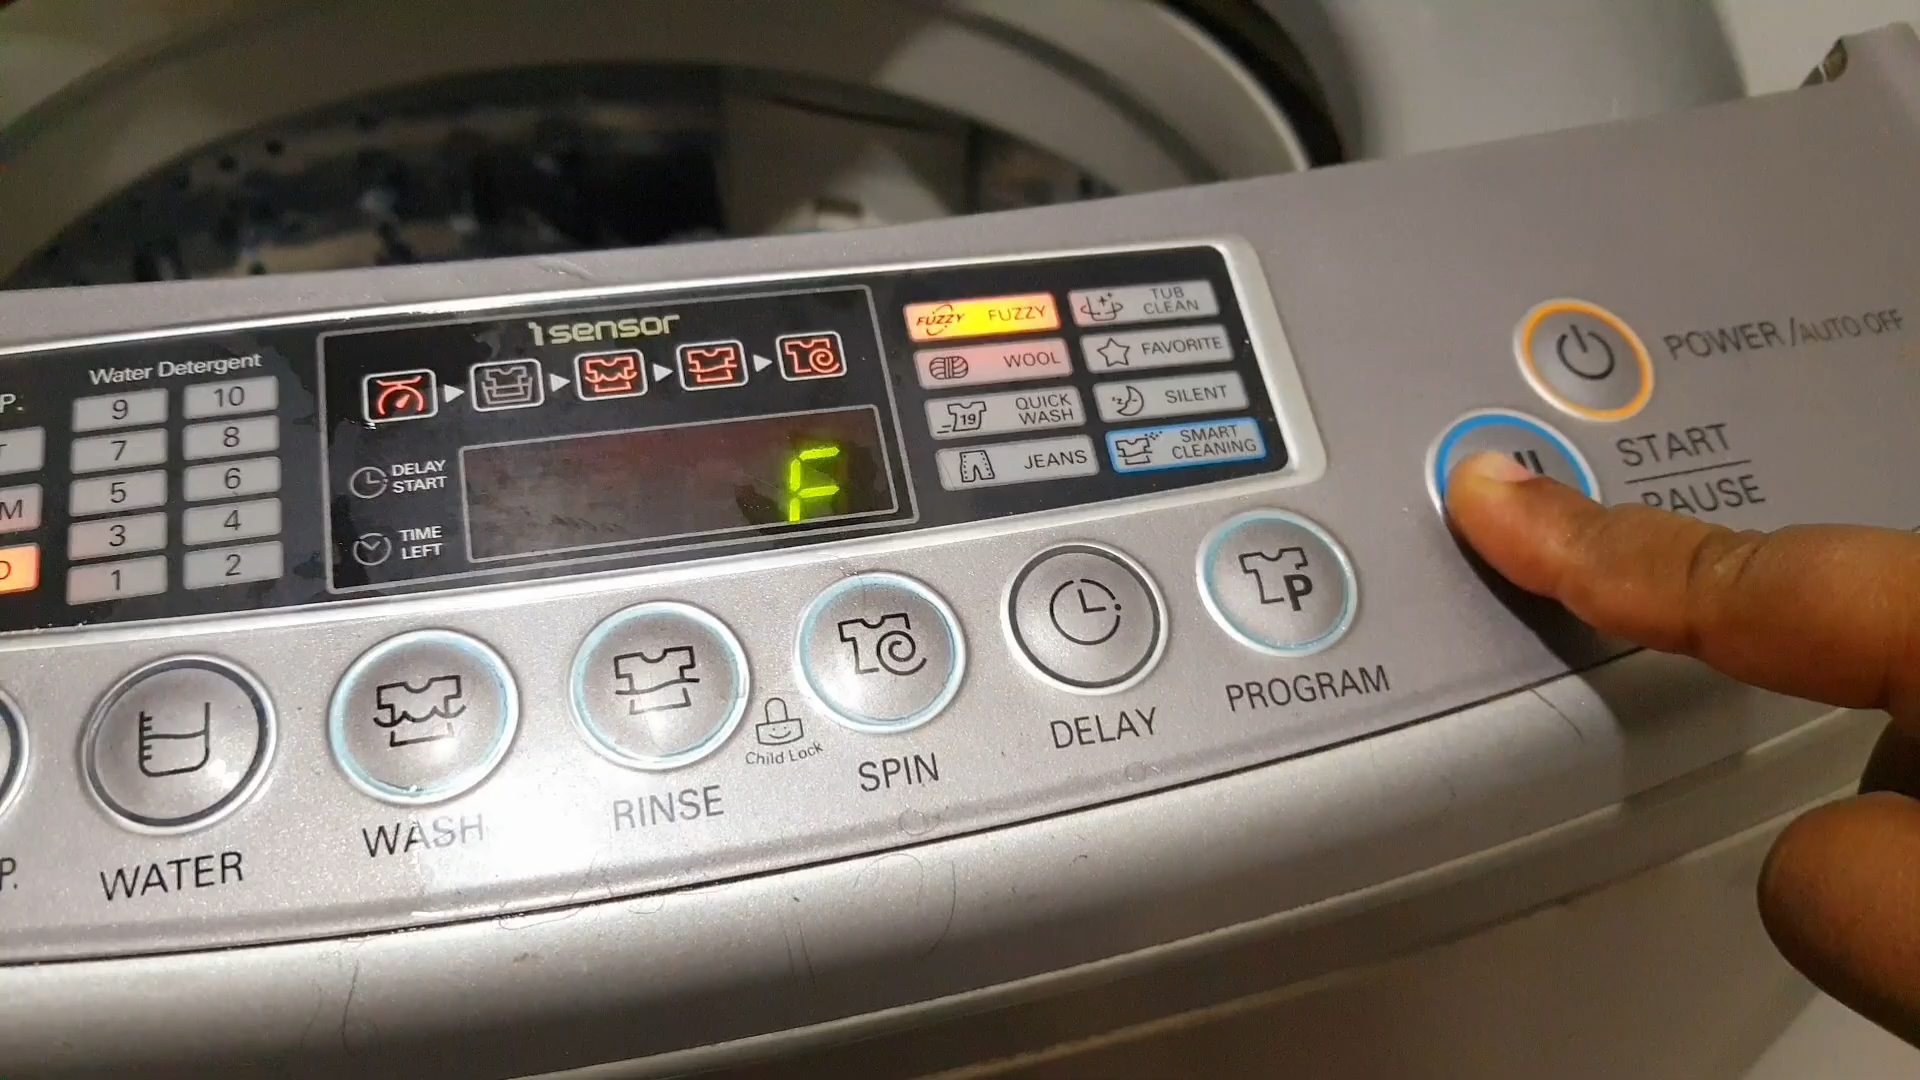 Water Detergent
9 10
7 8
5 6
3 4
1 2
P.
M
isensor
DELAY
START
TIME
LEFT
F
FUZZY FUZZY
WOOL
19 QUICK
WASH
JEANS
TUB
CLEAN
FAVORITE
SILENT
SMART
CLEANING
POWER/AUTO OFF
START
PAUSE
P.
WATER
WASH
RINSE
Child Lock
SPIN
DELAY
P
PROGRAM